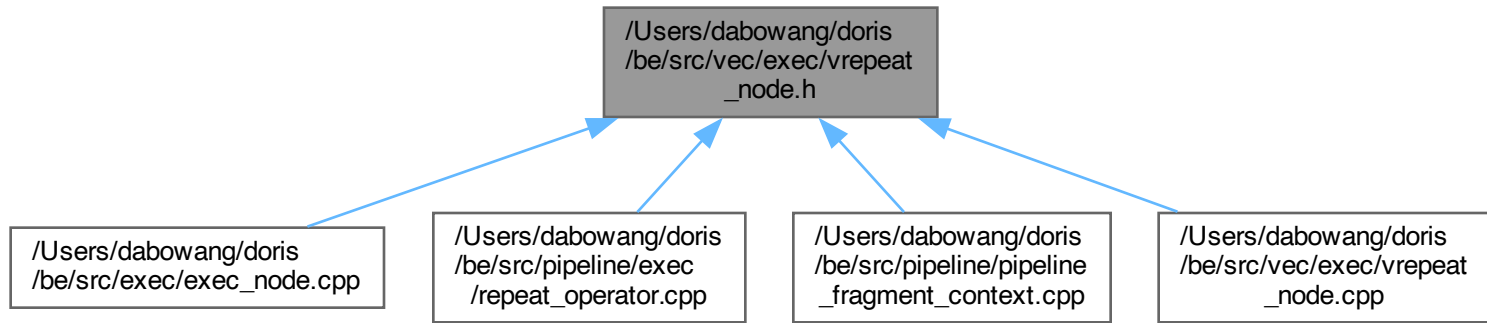 /Users/dabowang/doris
/be/src/vec/exec/vrepeat
_node.h
/Users/dabowang/doris
/be/src/exec/exec_node.cpp
/Users/dabowang/doris
/be/src/pipeline/exec
/repeat_operator.cpp
/Users/dabowang/doris
/be/src/pipeline/pipeline
_fragment_context.cpp
/Users/dabowang/doris
/be/src/vec/exec/vrepeat
_node.cpp